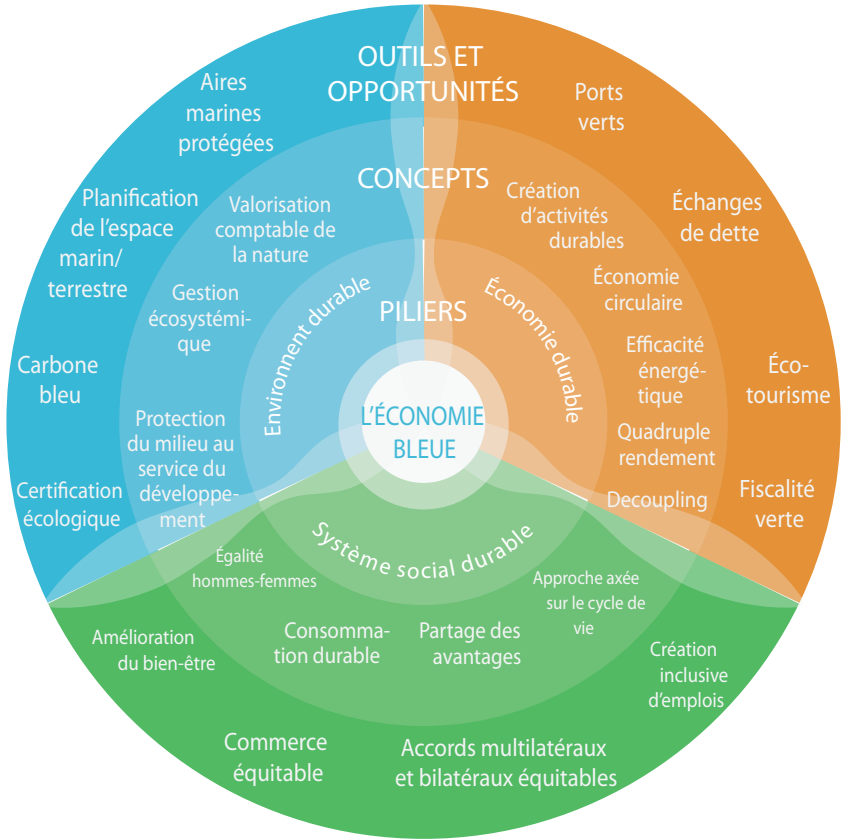 OUTILS ET
OPPORTUNITÉS
CONCEPTS
PILIERS
L'ÉCONOMIE
BLEUE
Aires
marines
protégées
Planification
de l'espace
marin/
terrestre
Carbone
bleu
Certification
écologique
Valorisation
comptable de
la nature
Gestion
écosystémi-
que
Protection
du milieu au
service du
développe-
ment
Environnent durable
Ports
verts
Échanges
de dette
Éco-
tourisme
Fiscalité
verte
Création
d'activités
durables
Économie
circulaire
Efficacité
énergé-
tique
Quadruple
rendement
Decoupling
Économie durable
Système social durable
Égalité
hommes-femmes
Consomma-
tion durable
Partage des
avantages
Approche axée
sur le cycle de
vie
Amélioration
du bien-être
Commerce
équitable
Accords multilatéraux
et bilatéraux équitables
Création
inclusive
d'emplois